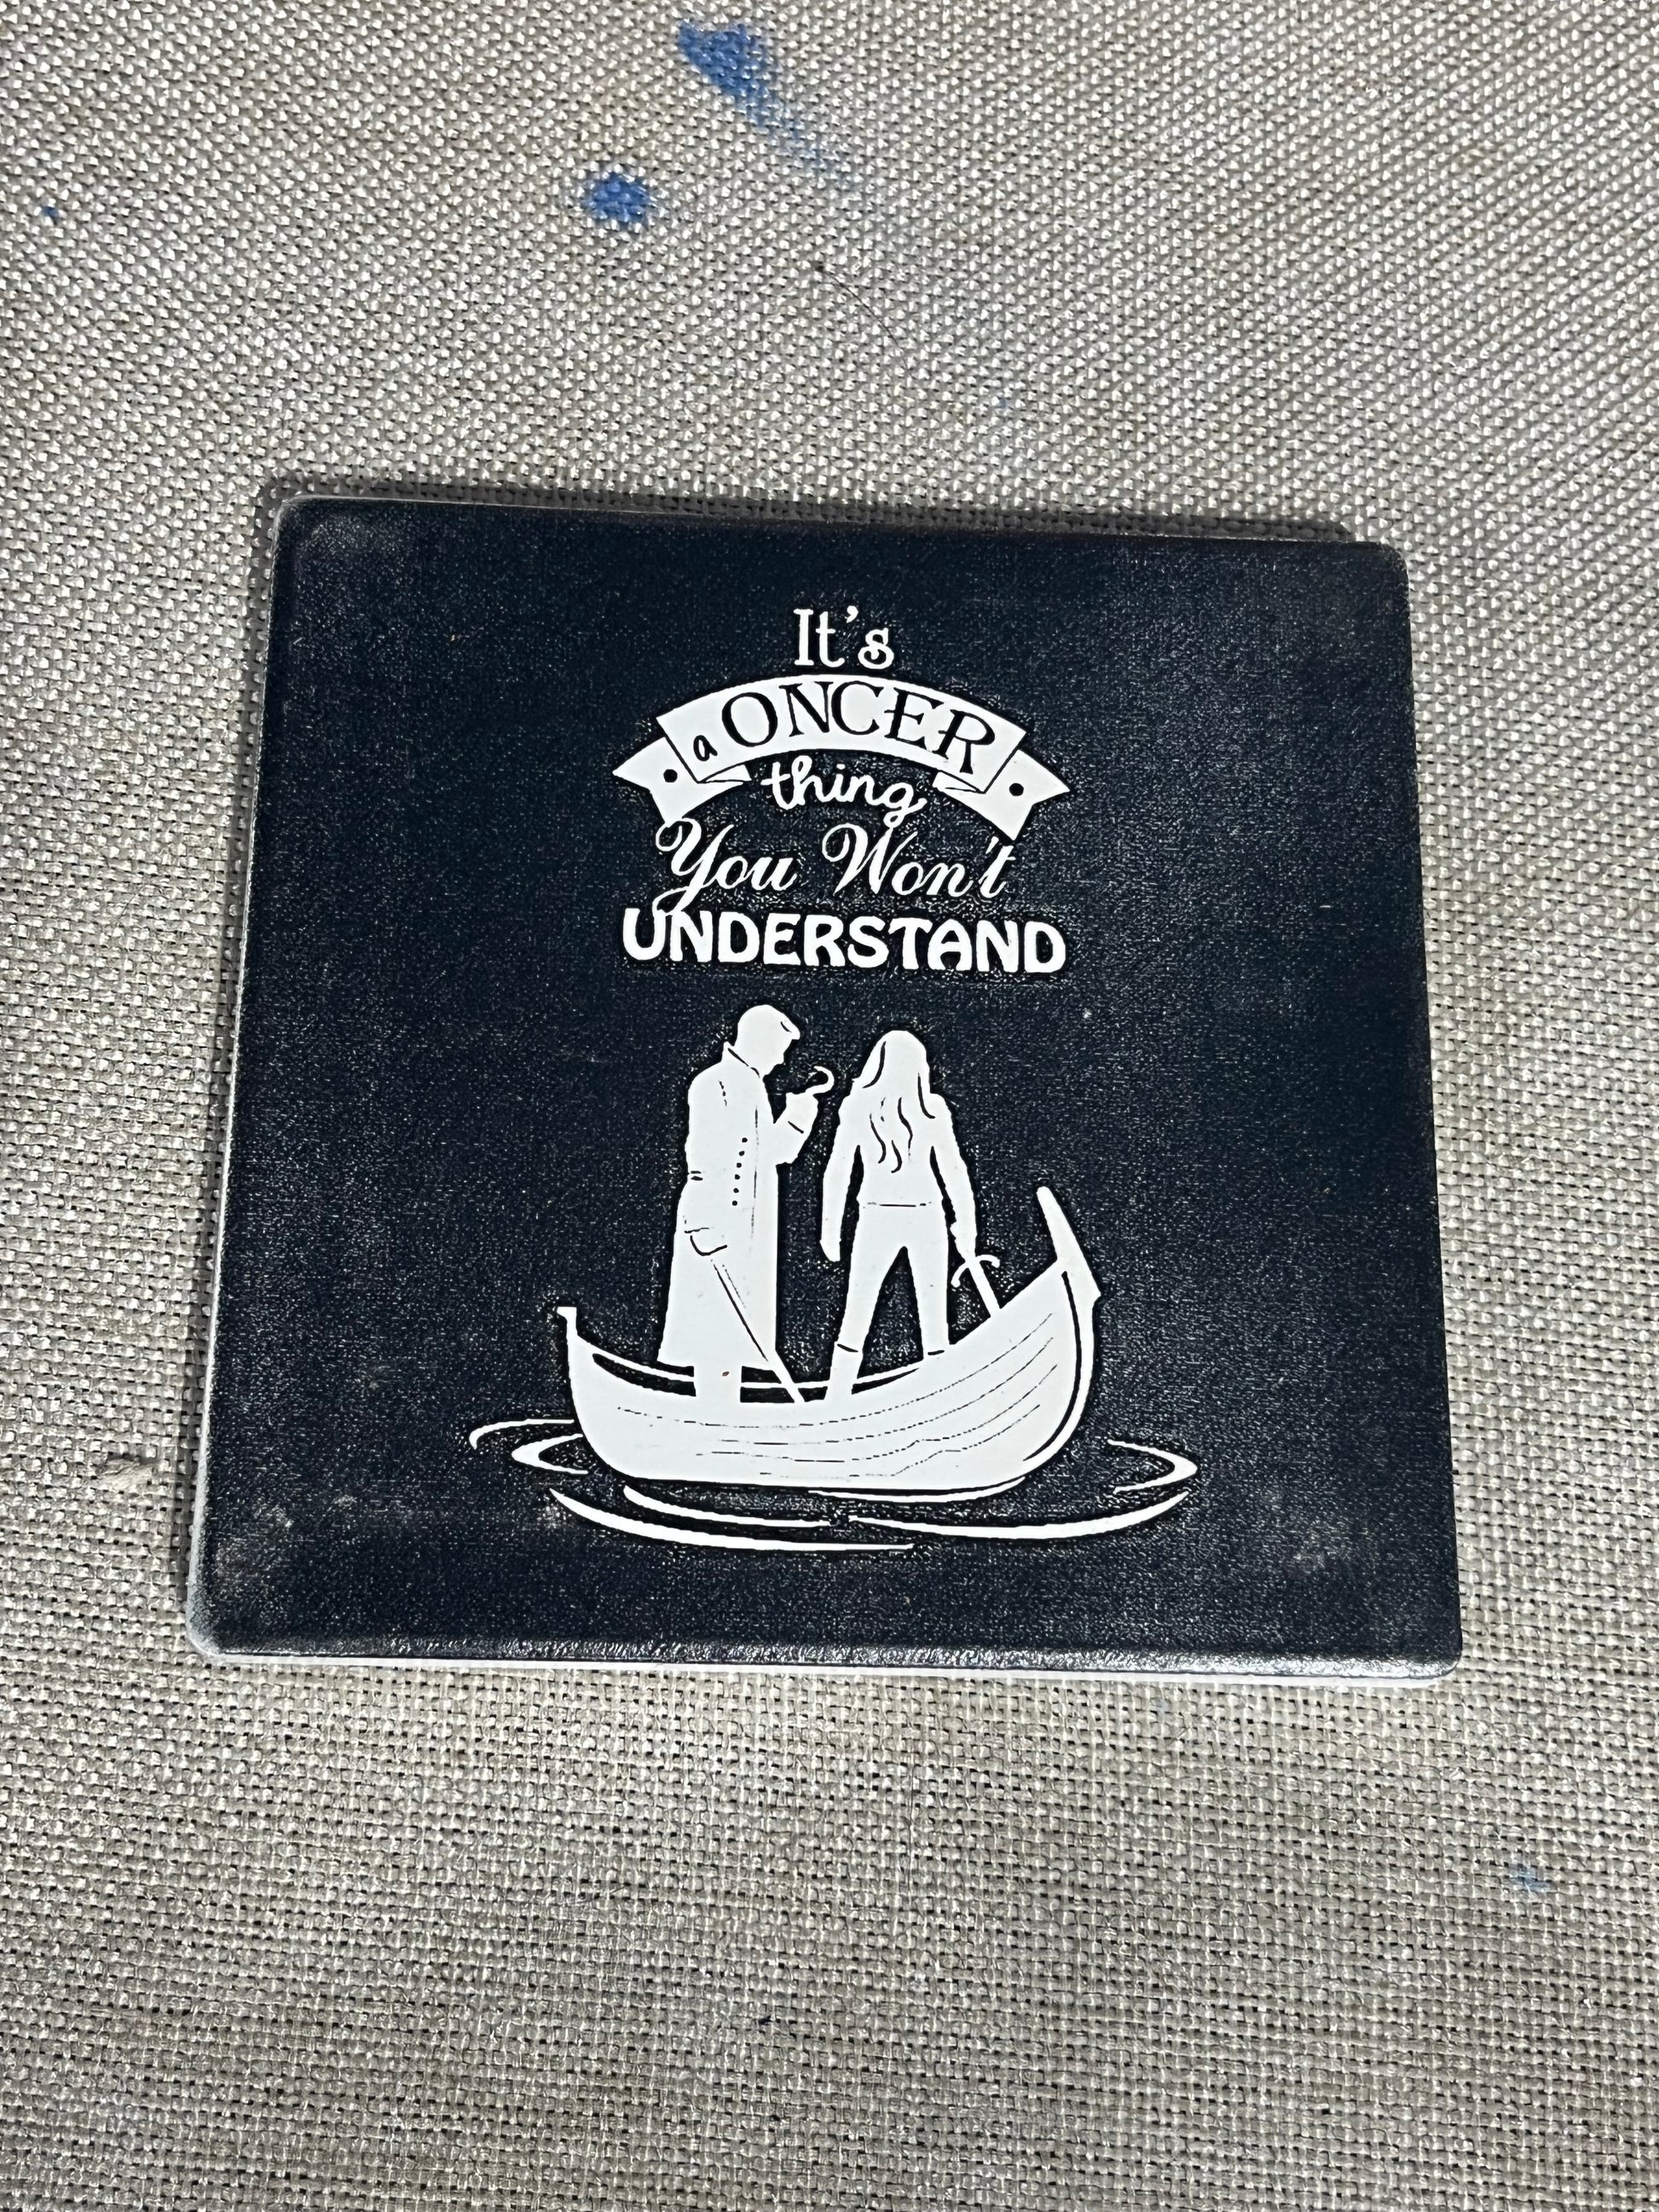 It's
a ONCER
thing
You Won't
UNDERSTAND